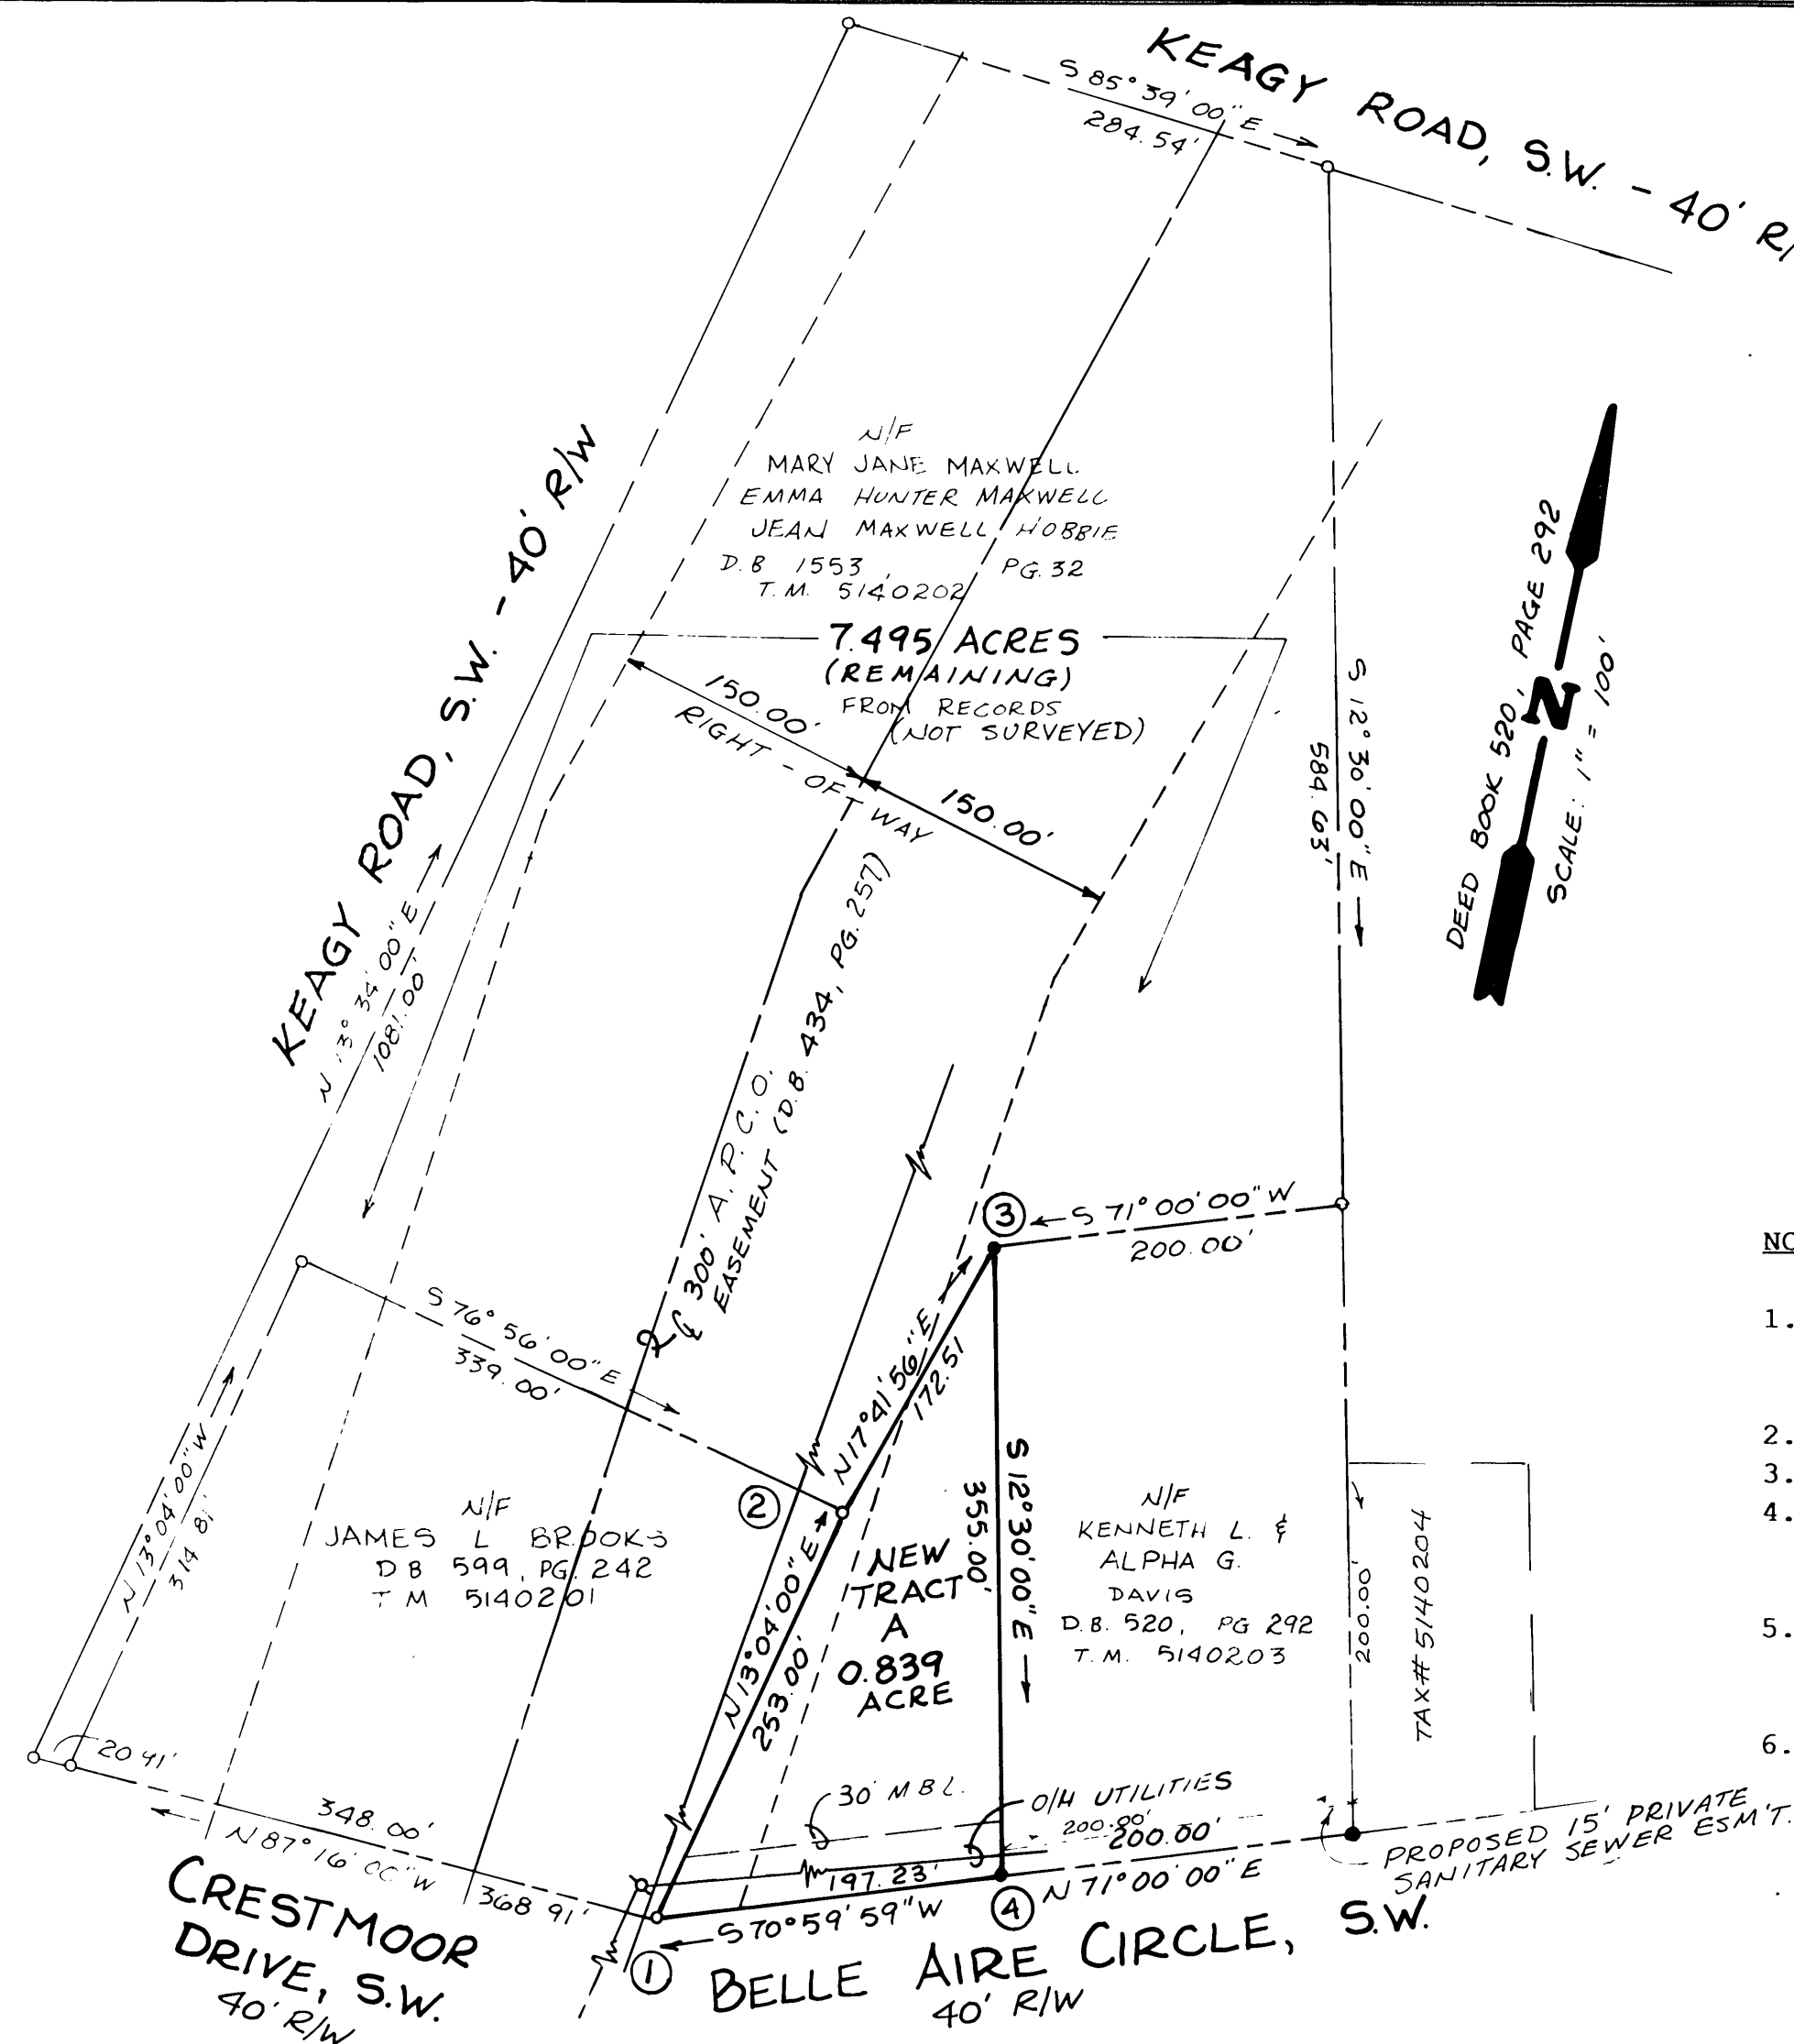 KEAGY ROAD, S.W. - 40' R/
S 85° 39' 00" E
284.54'
KEAGY ROAD, S.W. - 40' R/W
N 13° 34' 00" E
1081.00'
N/F
MARY JANE MAXWELL
EMMA HUNTER MAXWELL
JEAN MAXWELL HOBBIE
D.B 1553, PG. 32
T.M. 5140202
7.495 ACRES
(REMAINING)
FROM RECORDS
(NOT SURVEYED)
150.00'
150.00'
RIGHT - OF WAY
S 12° 30' 00" E
584.63'
DEED BOOK 520, PAGE 292
N
SCALE: 1" = 100'
℄ 300' A. P. C. O.
EASEMENT (D.B. 434, PG. 257)
3
S 71° 00' 00" W
200.00'
NO
1.
2.
3.
4.
5.
6.
S 76° 56' 00" E
339.00'
N 17° 41' 56" E
172.51
2
N 13° 04' 00" W
314 81'
N/F
JAMES L BROOKS
D B 599, PG. 242
T M 5140201
N 13° 04' 00" E
253.00'
NEW
TRACT
A
0.839
ACRE
S 12° 30' 00" E
355.00'
N/F
KENNETH L. &
ALPHA G.
DAVIS
D.B. 520, PG 292
T.M. 5140203
200.00'
TAX# 5140204
20 41'
348.00'
N 87° 16' 00" W
368 91'
30' M B L.
O/H UTILITIES
200.00'
200.00'
197.23'
S 70° 59' 59" W
4
N 71° 00' 00" E
1
PROPOSED 15' PRIVATE
SANITARY SEWER ESM'T.
CRESTMOOR
DRIVE, S.W.
40' R/W
BELLE AIRE CIRCLE, S.W.
40' R/W